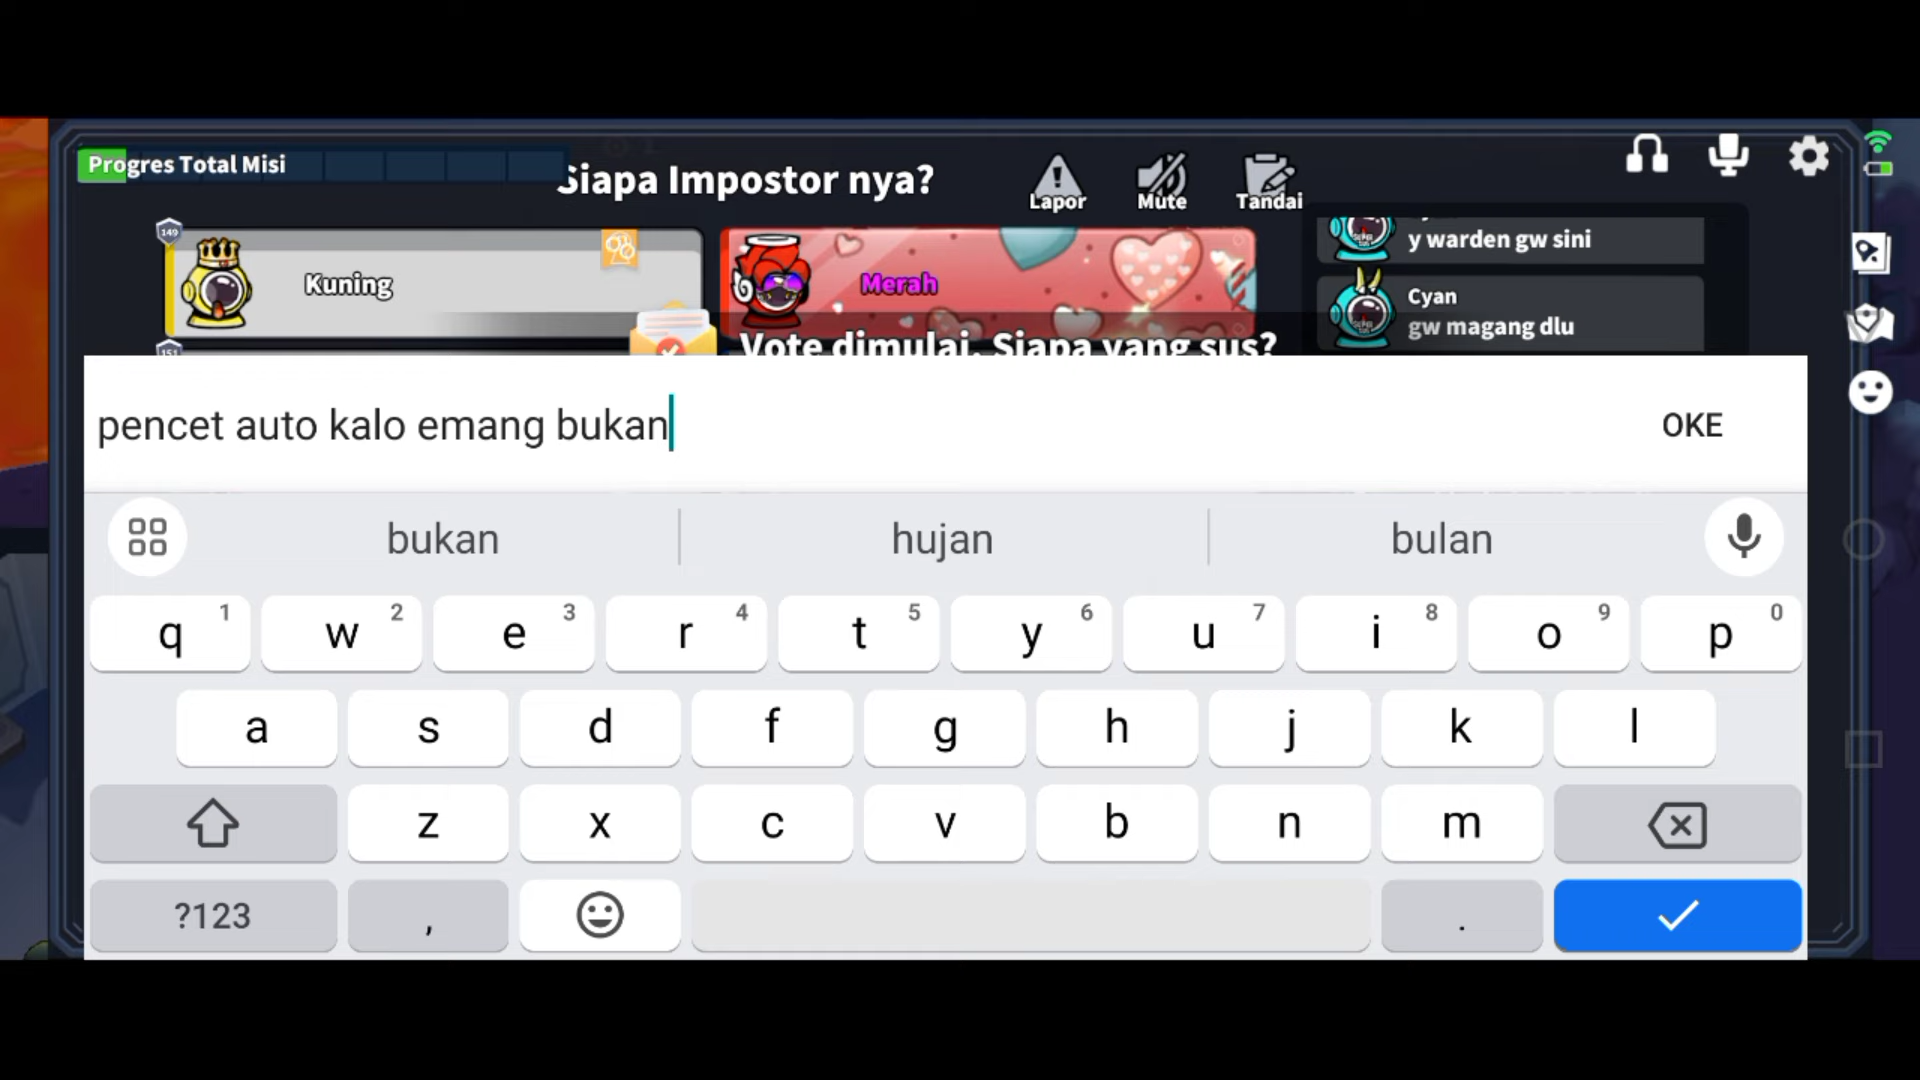 Progres Total Misi
Siapa Impostor nya?
Lapor
Mute
Tandai
149
Kuning
Merah
y warden gw sini
Cyan
gw magang dlu
151
Vote dimulai. Siapa yang sus?
pencet auto kalo emang bukan
OKE
bukan
hujan
bulan
q 1 w 2 e 3 r 4 t 5 y 6 u 7 i 8 o 9 p 0
a s d f g h j k l
z x c v b n m
?123 , .